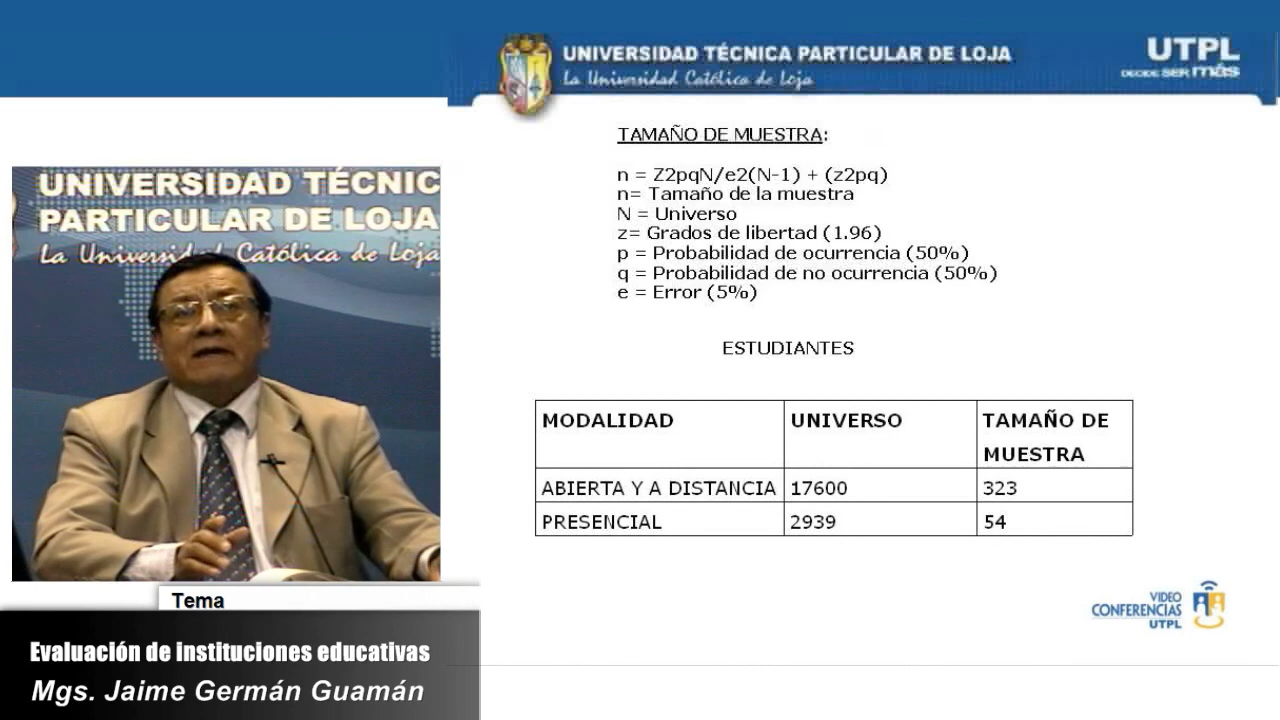 UNIVERSIDAD TÉCNICA PARTICULAR DE LOJA
La Universidad Católica de Loja
UTPL
DECIDE SER más
UNIVERSIDAD TÉCNIC
PARTICULAR DE LOJA
La Universidad Católica de Loja
TAMAÑO DE MUESTRA:
n = Z2pqN/e2(N-1) + (z2pq)
n= Tamaño de la muestra
N = Universo
z= Grados de libertad (1.96)
p = Probabilidad de ocurrencia (50%)
q = Probabilidad de no ocurrencia (50%)
e = Error (5%)
ESTUDIANTES
MODALIDAD UNIVERSO TAMAÑO DE MUESTRA
ABIERTA Y A DISTANCIA 17600 323
PRESENCIAL 2939 54
VIDEO
CONFERENCIAS
UTPL
Tema
Evaluación de instituciones educativas
Mgs. Jaime Germán Guamán